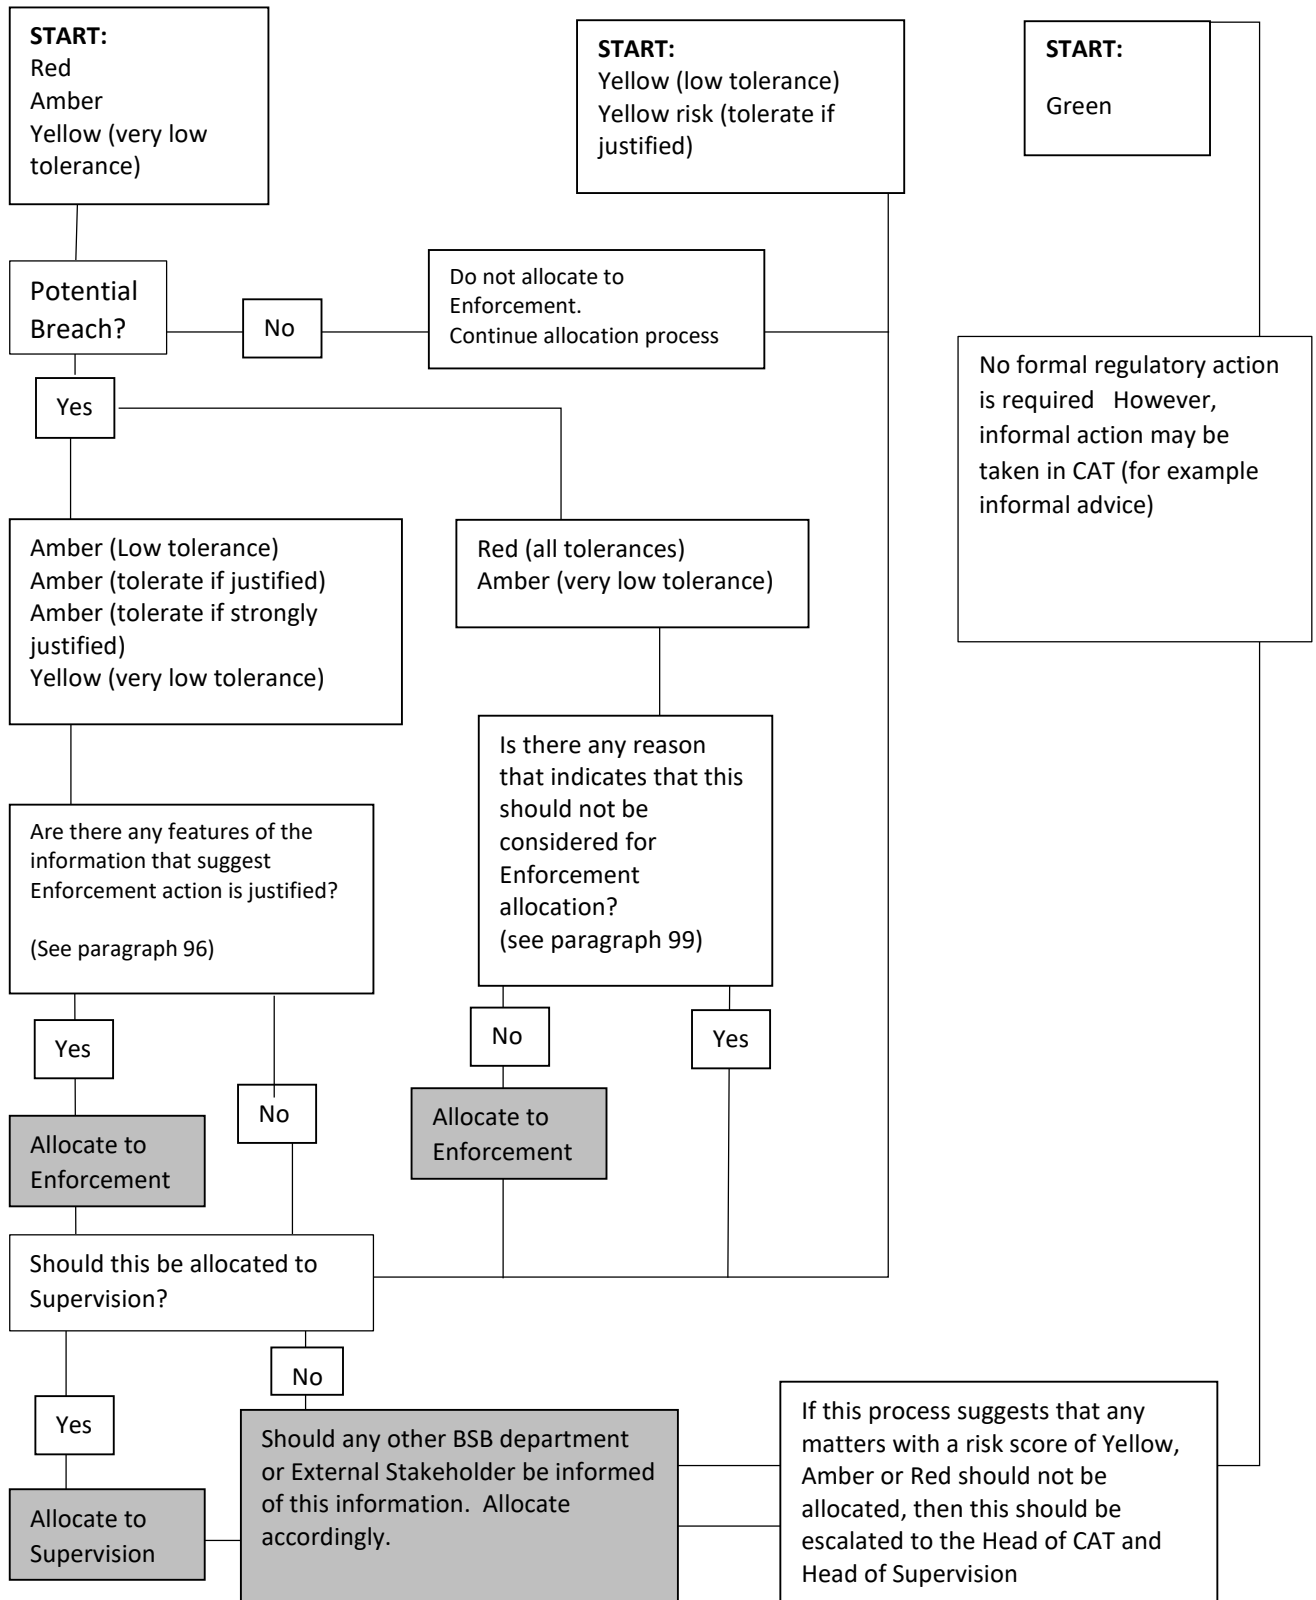 START:
Red
Amber
Yellow (very low
tolerance)
START:
Yellow (low tolerance)
Yellow risk (tolerate if
justified)
START:
Green
Potential
Breach?
No
Do not allocate to
Enforcement.
Continue allocation process
No formal regulatory action
is required   However,
informal action may be
taken in CAT (for example
informal advice)
Yes
Amber (Low tolerance)
Amber (tolerate if justified)
Amber (tolerate if strongly
justified)
Yellow (very low tolerance)
Red (all tolerances)
Amber (very low tolerance)
Are there any features of the
information that suggest
Enforcement action is justified?
(See paragraph 96)
Is there any reason
that indicates that this
should not be
considered for
Enforcement
allocation?
(see paragraph 99)
Yes
No
No
Yes
Allocate to
Enforcement
Allocate to
Enforcement
Should this be allocated to
Supervision?
Yes
No
Allocate to
Supervision
Should any other BSB department
or External Stakeholder be informed
of this information.  Allocate
accordingly.
If this process suggests that any
matters with a risk score of Yellow,
Amber or Red should not be
allocated, then this should be
escalated to the Head of CAT and
Head of Supervision